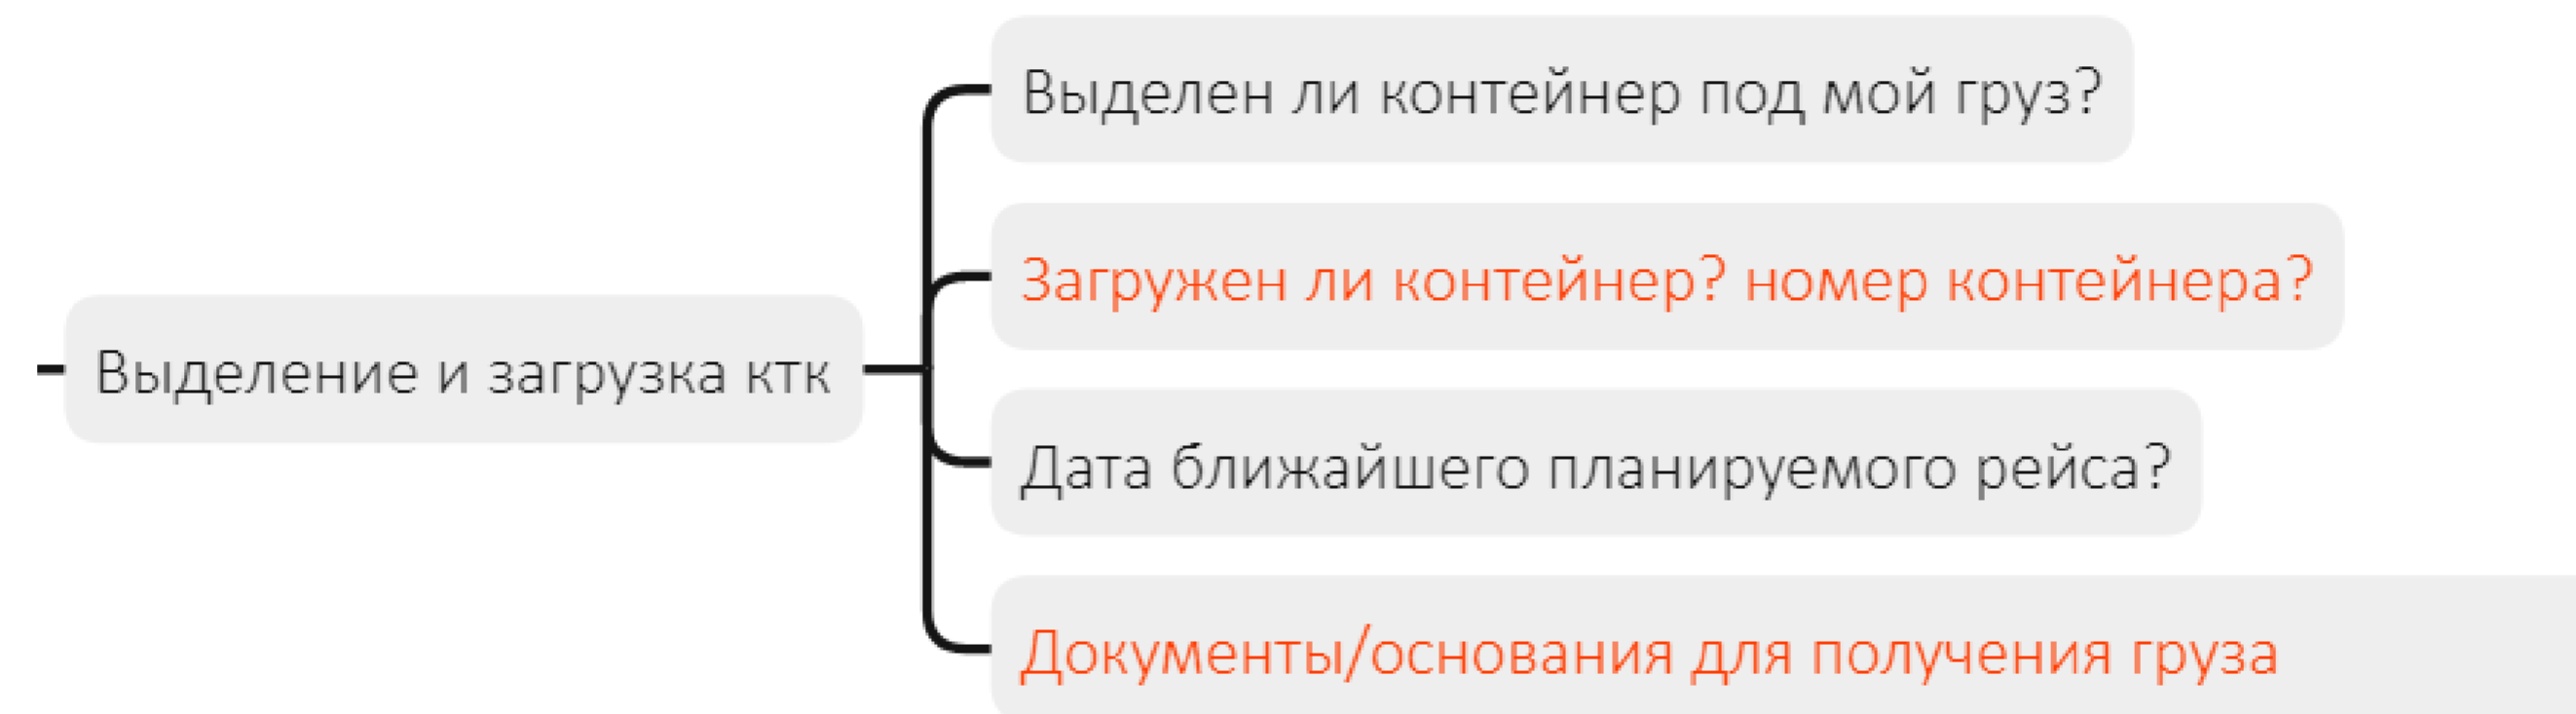 Выделен ли контейнер под мой груз?
Загружен ли контейнер? номер контейнера?
Выделение и загрузка ктк
Дата ближайшего планируемого рейса?
Документы/основания для получения груза